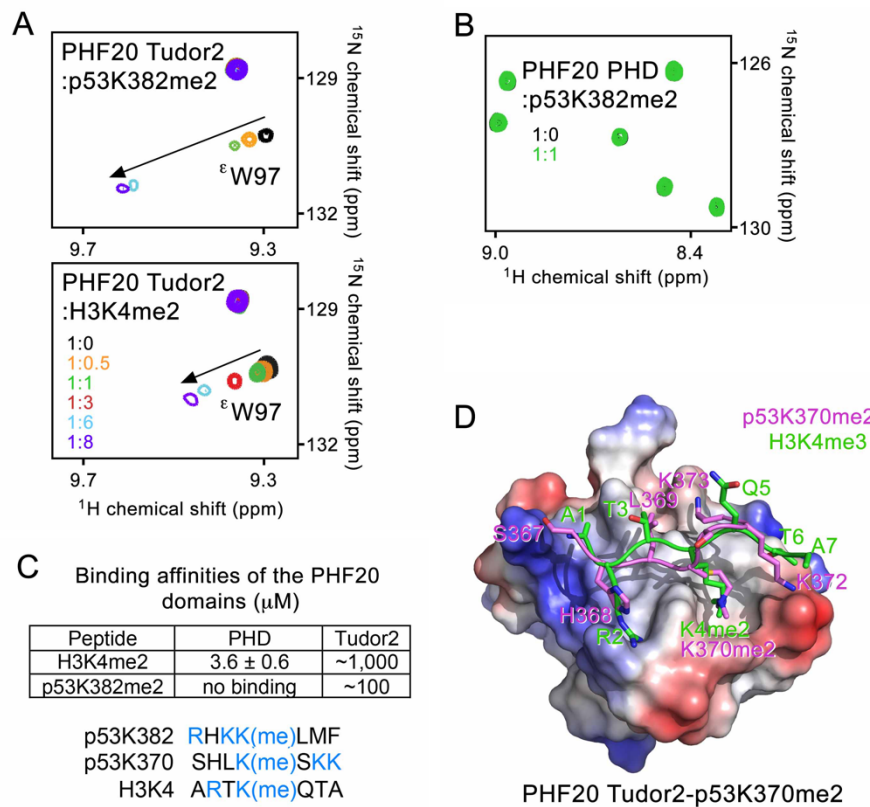 A
PHF20 Tudor2
:p53K382me2
εW97
129
132
15N chemical shift (ppm)
9.7
9.3
PHF20 Tudor2
:H3K4me2
1:0
1:0.5
1:1
1:3
1:6
1:8
εW97
129
132
15N chemical shift (ppm)
9.7
9.3
1H chemical shift (ppm)
B
PHF20 PHD
:p53K382me2
1:0
1:1
126
130
15N chemical shift (ppm)
9.0
8.4
1H chemical shift (ppm)
C
Binding affinities of the PHF20
domains (μM)
Peptide PHD Tudor2
H3K4me2 3.6 ± 0.6 ~1,000
p53K382me2 no binding ~100
p53K382 RHKK(me)LMF
p53K370 SHLK(me)SKK
H3K4 ARTK(me)QTA
D
p53K370me2
H3K4me3
K373
Q5
L369
T3
A1
S367
T6
A7
K372
H368
R2
K4me2
K370me2
PHF20 Tudor2-p53K370me2